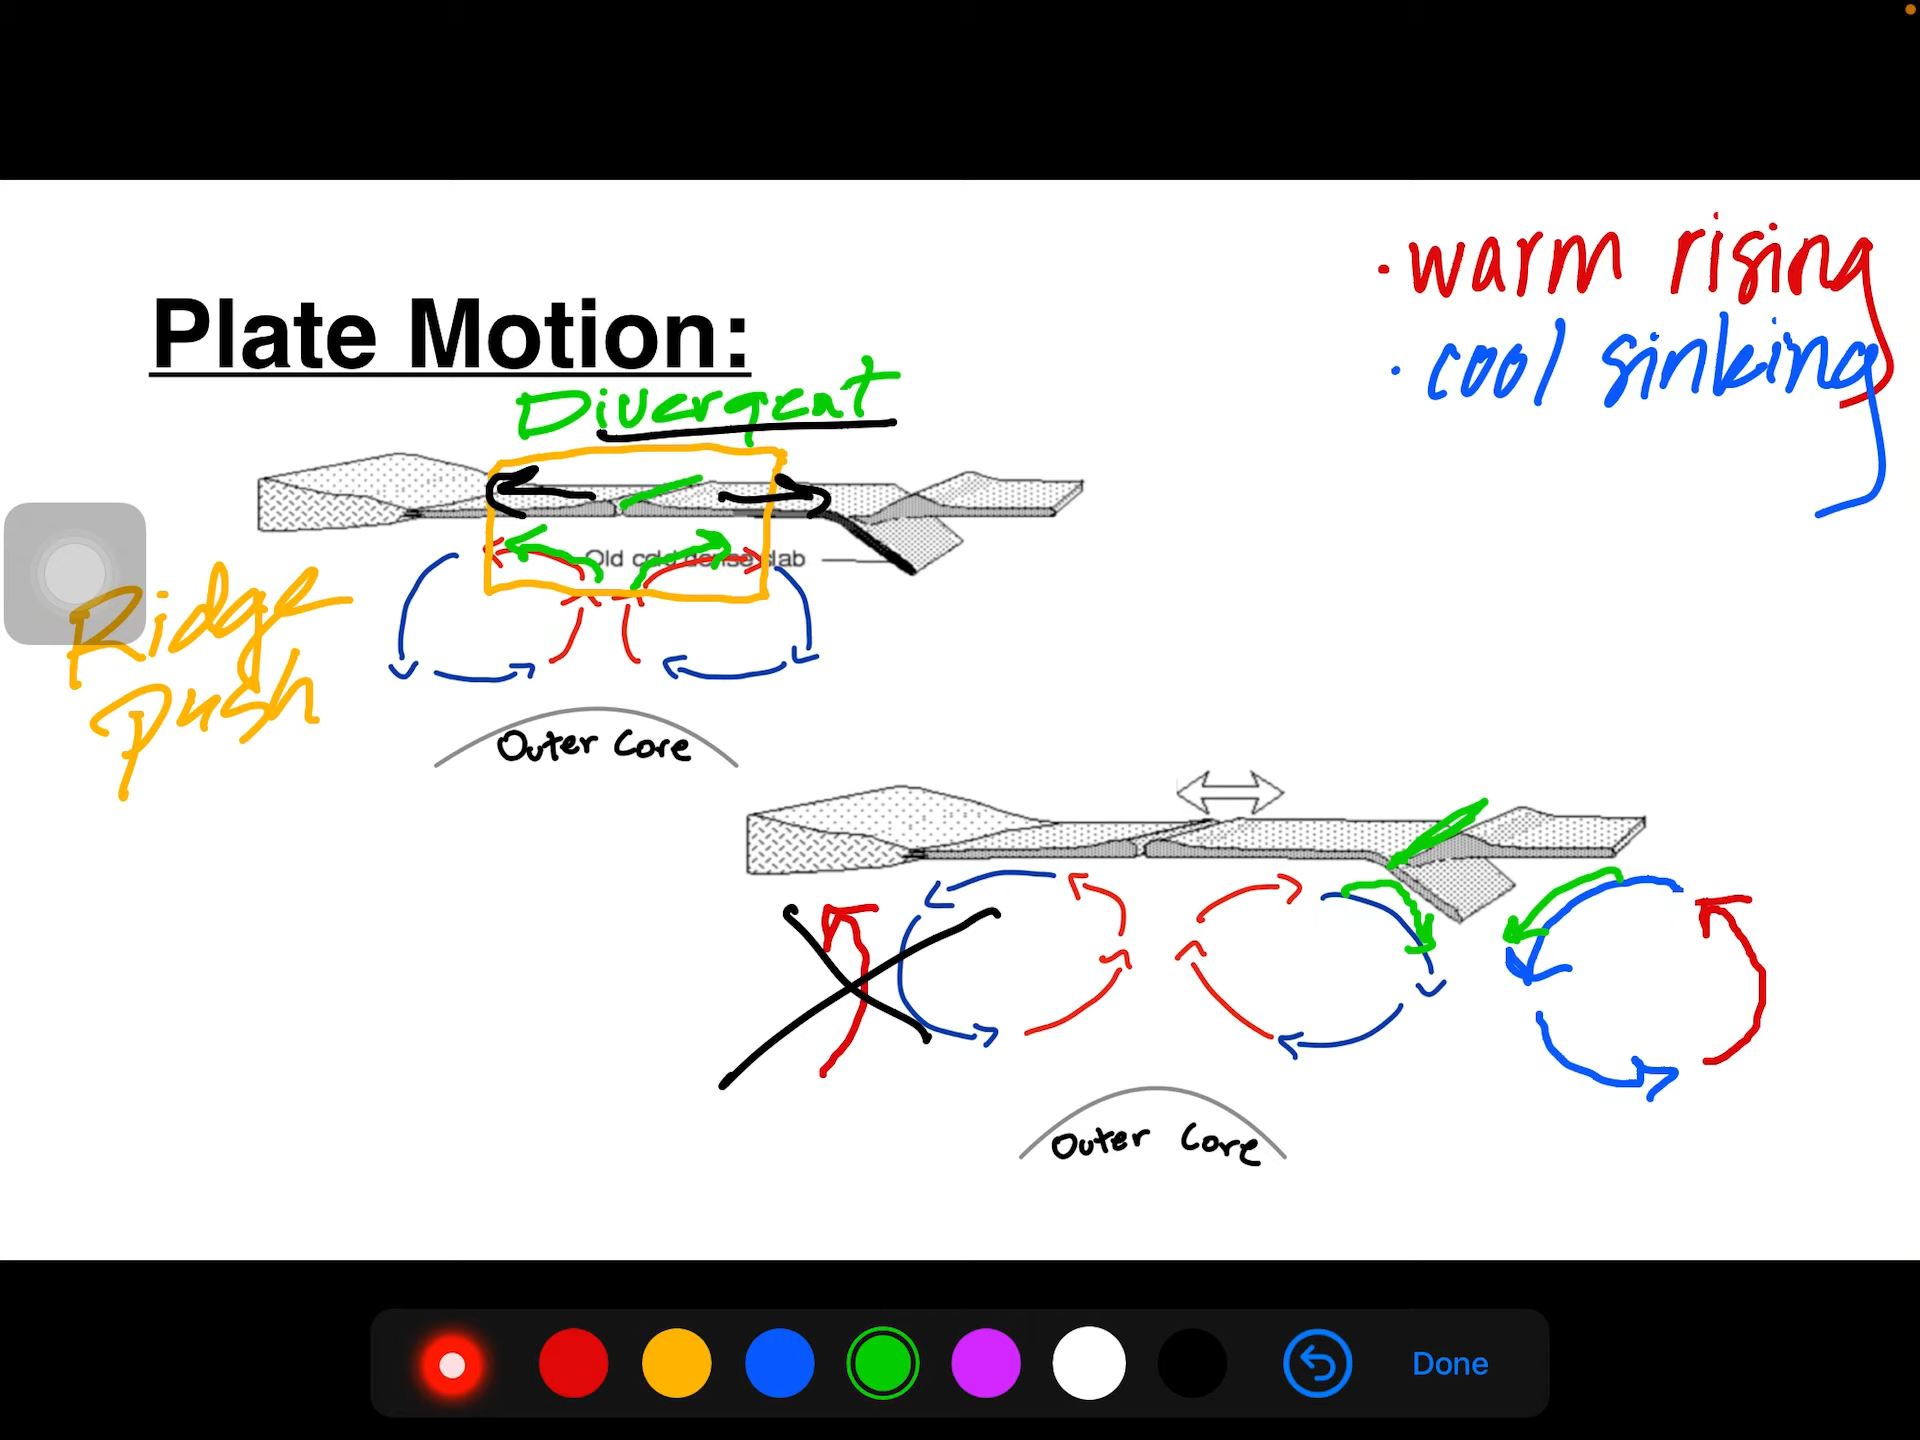 · warm rising
· cool sinking
Plate Motion:
Divergent
Old cold dense slab
Ridge
push
Outer Core
Outer Core
Done